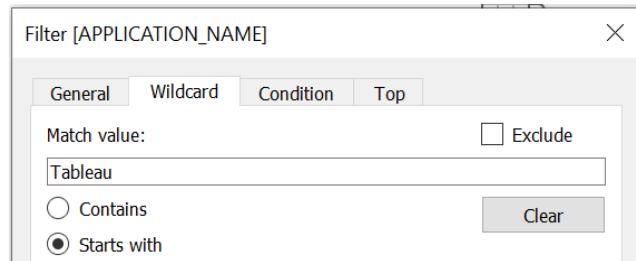 Filter [APPLICATION_NAME]
General Wildcard Condition Top
Match value: Exclude
Tableau
Contains
Clear
Starts with